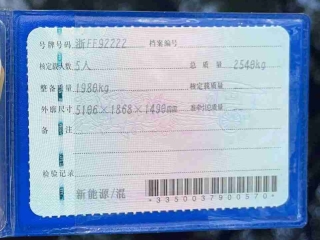 号牌号码 浙FF92222 档案编号
核定载人数 5人 总质量 2540kg
整备质量 1980kg 核定载质量
外廓尺寸 5106×1868×1490mm 准牵引总质量
备注
检验记录
新能源/混
*3350037900570*